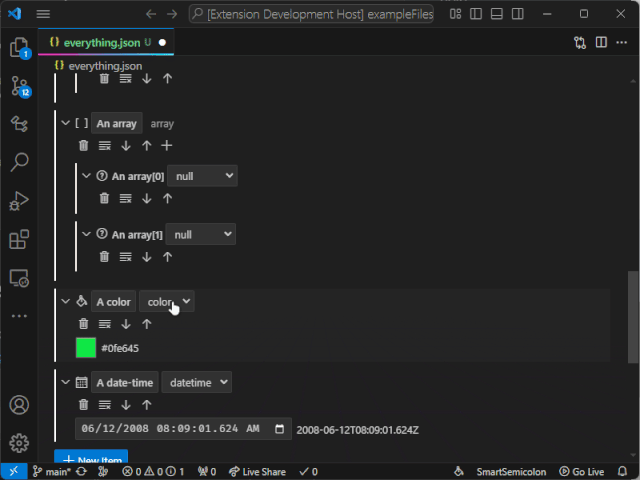 [Extension Development Host] exampleFiles
{} everything.json U
{} everything.json
[ ] An array array
An array[0] null
An array[1] null
A color color
#0fe645
A date-time datetime
06/12/2008 08:09:01.624 AM 2008-06-12T08:09:01.624Z
+ New Item
1
12
main* 0 0 1 0 Live Share 0 SmartSemicolon Go Live